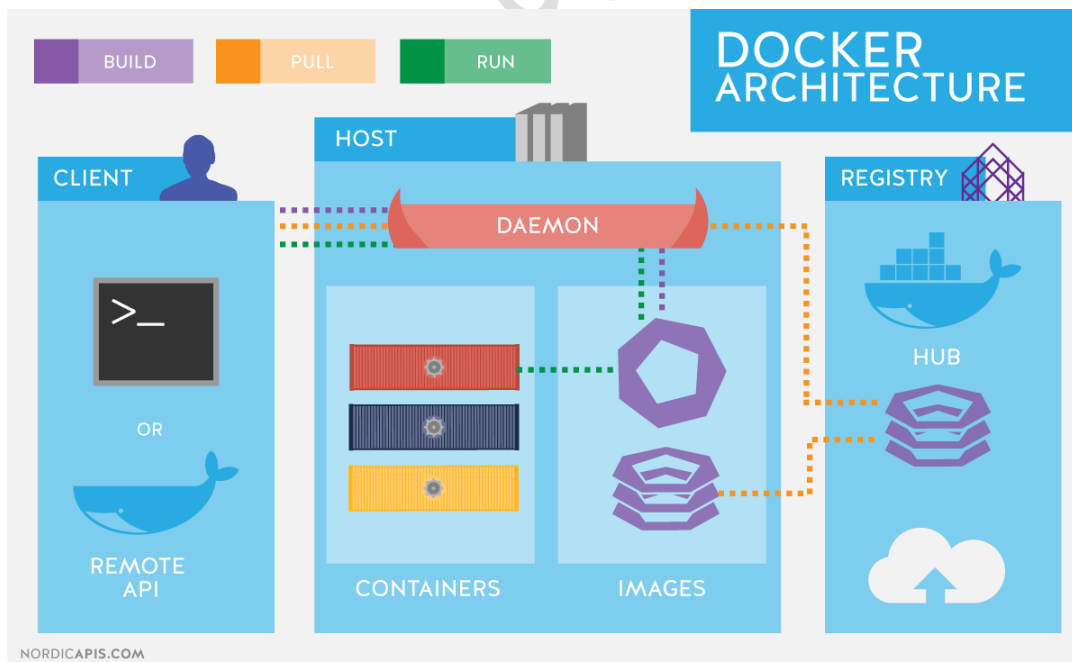 BUILD
PULL
RUN
DOCKER
ARCHITECTURE
HOST
CLIENT
REGISTRY
DAEMON
>_
HUB
OR
REMOTE
API
CONTAINERS
IMAGES
NORDICAPIS.COM